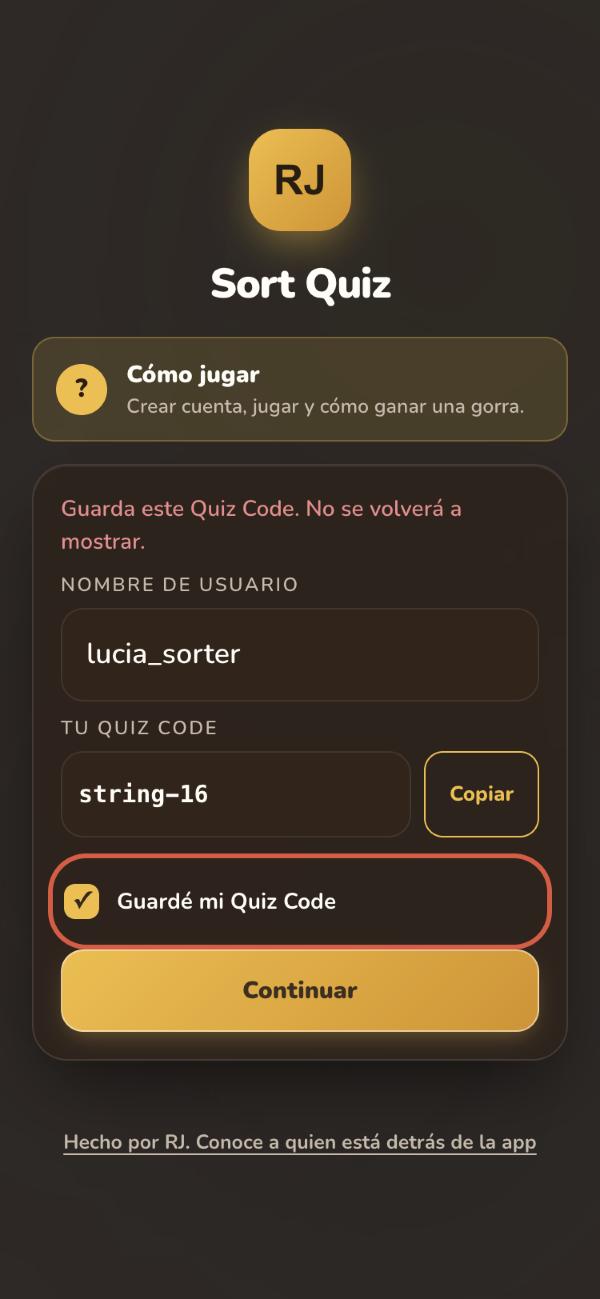 RJ
Sort Quiz
?
Cómo jugar
Crear cuenta, jugar y cómo ganar una gorra.
Guarda este Quiz Code. No se volverá a
mostrar.
NOMBRE DE USUARIO
lucia_sorter
TU QUIZ CODE
string–16
Copiar
Guardé mi Quiz Code
Continuar
Hecho por RJ. Conoce a quien está detrás de la app